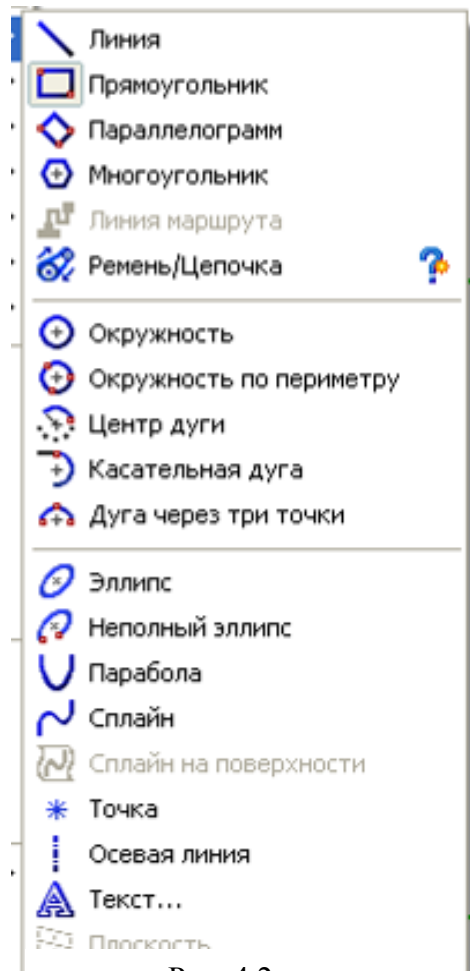 Линия
Прямоугольник
Параллелограмм
Многоугольник
Линия маршрута
Ремень/Цепочка
Окружность
Окружность по периметру
Центр дуги
Касательная дуга
Дуга через три точки
Эллипс
Неполный эллипс
Парабола
Сплайн
Сплайн на поверхности
Точка
Осевая линия
Текст...
Плоскость